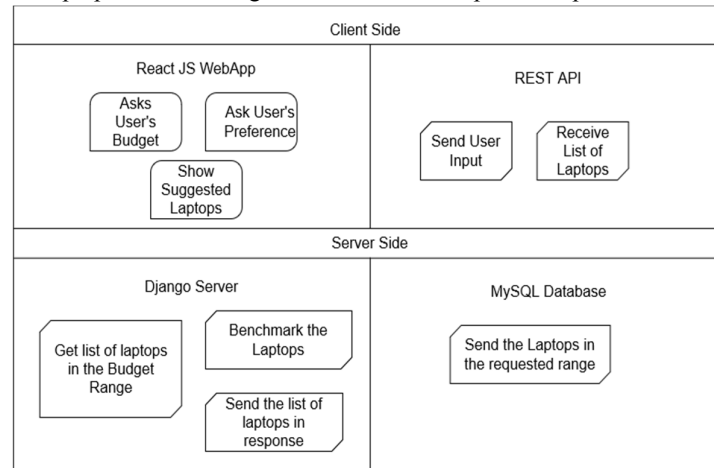 Client Side
React JS WebApp
Asks
User's
Budget
Ask User's
Preference
Show
Suggested
Laptops
REST API
Send User
Input
Receive
List of
Laptops
Server Side
Django Server
Get list of laptops
in the Budget
Range
Benchmark the
Laptops
Send the list of
laptops in
response
MySQL Database
Send the Laptops in
the requested range